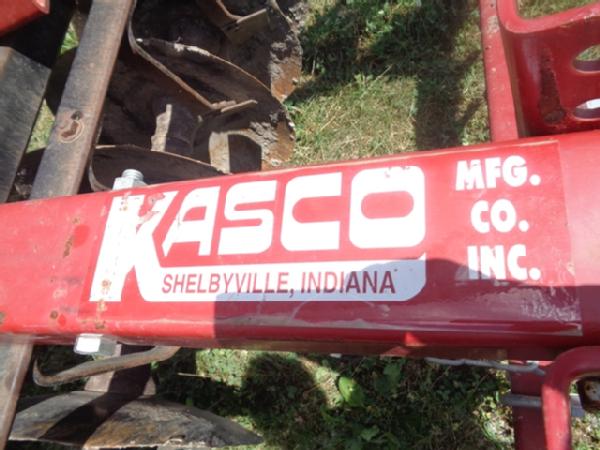 KASCO
SHELBYVILLE, INDIANA
MFG.
CO.
INC.